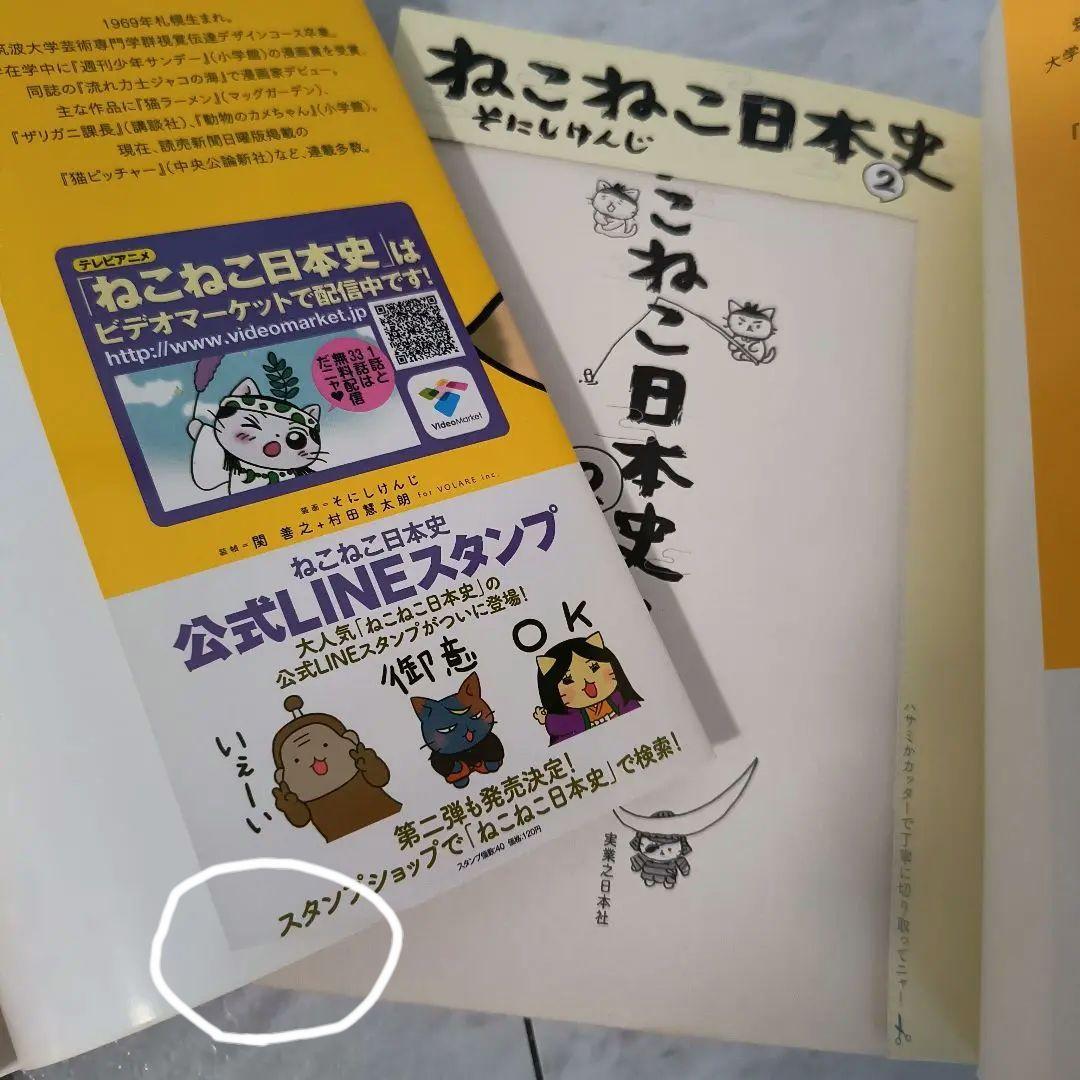 1969年札幌生まれ。
筑波大学芸術専門学群視覚伝達デザインコース卒業。
在学中に『週刊少年サンデー』(小学館)の漫画賞を受賞、
同誌の『流れ力士ジャコの海』で漫画家デビュー。
主な作品に『猫ラーメン』(マッグガーデン)、
『ザリガニ課長』(講談社)、『動物のカメちゃん』(小学館)。
現在、読売新聞日曜版掲載の
『猫ピッチャー』(中央公論新社)など、連載多数。
テレビアニメ
「ねこねこ日本史」は
ビデオマーケットで配信中です!
http://www.videomarket.jp
1話と
33話は
無料配信
だニャ♥
VideoMarket
装画=そにしけんじ
装幀=関 善之+村田慧太朗 for VOLARE inc.
ねこねこ日本史
公式LINEスタンプ
大人気「ねこねこ日本史」の
公式LINEスタンプがついに登場!
いえーい
御意
OK
第二弾も発売決定!
スタンプショップで「ねこねこ日本史」で検索!
スタンプ個数:40 価格:120円
ねこねこ日本史
そにしけんじ
2
こねこ日本史
実業之日本社
ハサミかカッターで丁寧に切り取ってニャー
大学